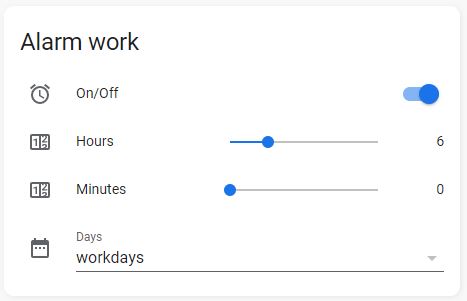 Alarm work
On/Off
Hours 6
Minutes 0
Days
workdays